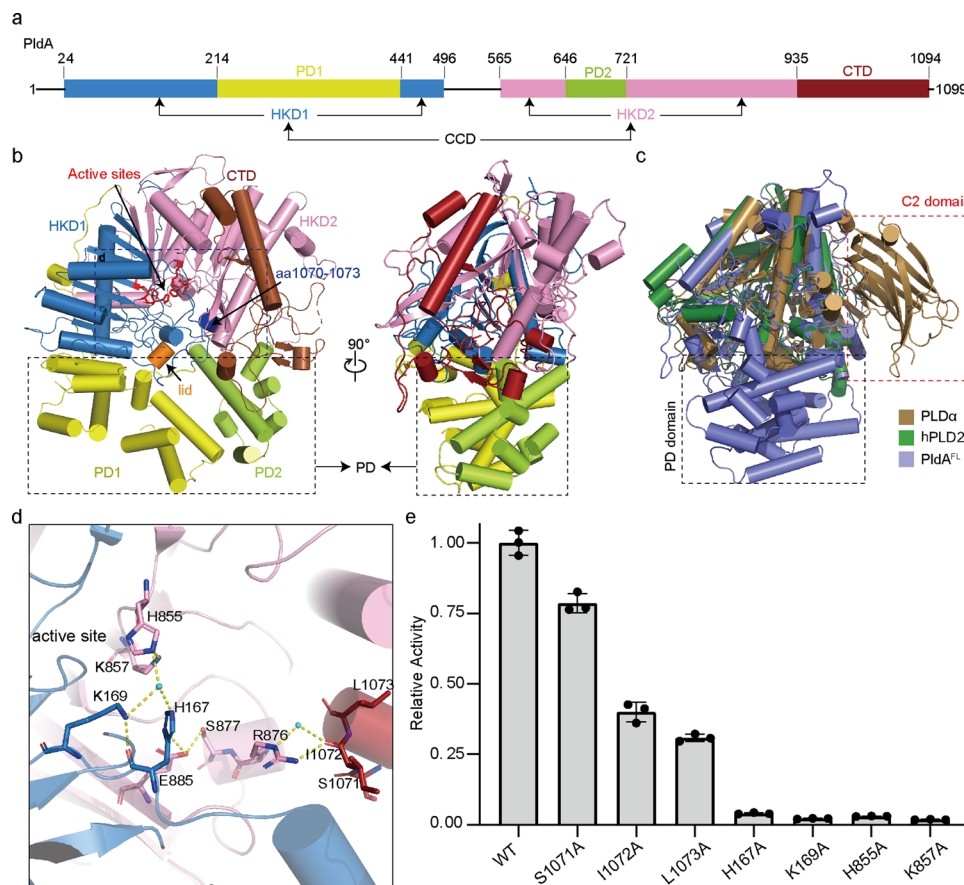 a
PldA
24 214 441 496 565 646 721 935 1094
PD1 PD2 CTD
1 1099
HKD1 HKD2
CCD
b
Active sites
CTD
HKD1
HKD2
d
aa1070-1073
lid
90°
PD1
PD2
PD
c
C2 domain
PD domain
PLDα
hPLD2
PldA^FL
d
H855
active site
K857
K169
H167
S877
R876
L1073
I1072
S1071
E885
e
Relative Activity
1.00
0.75
0.50
0.25
0.00
WT S1071A I1072A L1073A H167A K169A H855A K857A